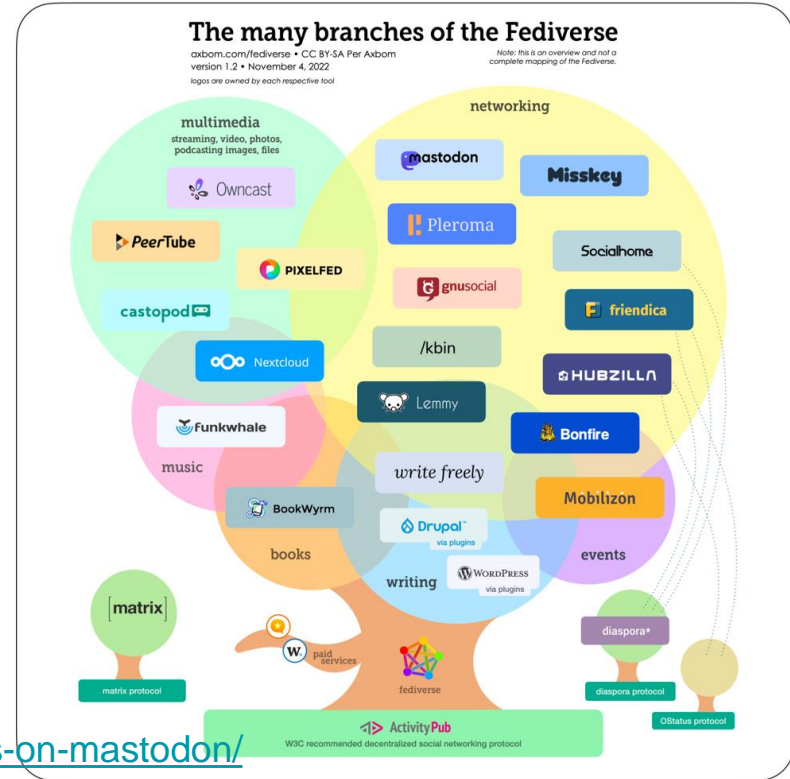 The many branches of the Fediverse
axbom.com/fediverse • CC BY-SA Per Axbom
version 1.2 • November 4, 2022
logos are owned by each respective tool
Note: this is an overview and not a
complete mapping of the Fediverse.
multimedia
streaming, video, photos,
podcasting images, files
networking
mastodon
Owncast
Misskey
Pleroma
PeerTube
Socialhome
PIXELFED
gnusocial
castopod
friendica
/kbin
Nextcloud
HUBZILLA
Lemmy
funkwhale
Bonfire
music
write freely
BookWyrm
Mobilizon
Drupal™
via plugins
books
events
WORDPRESS
via plugins
writing
[matrix]
diaspora*
W.
paid
services
fediverse
matrix protocol
diaspora protocol
OStatus protocol
ActivityPub
W3C recommended decentralized social networking protocol
s-on-mastodon/